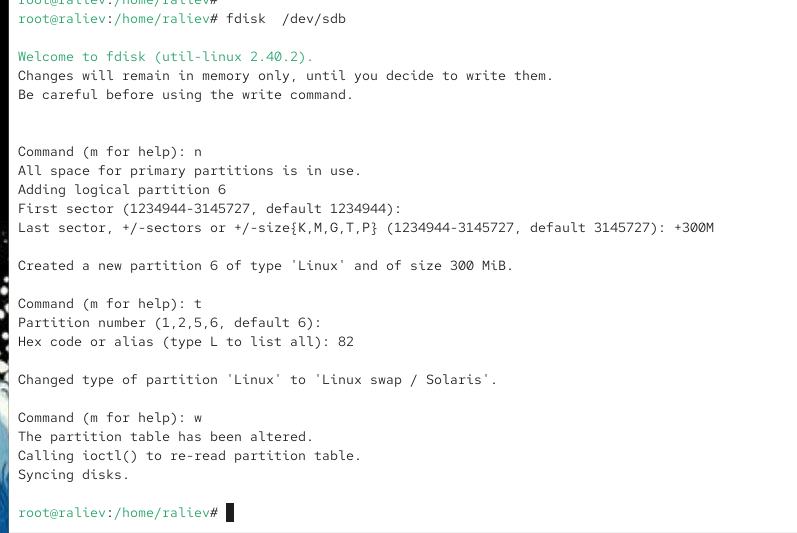 root@raliev:/home/raliev#
root@raliev:/home/raliev# fdisk  /dev/sdb
Welcome to fdisk (util-linux 2.40.2).
Changes will remain in memory only, until you decide to write them.
Be careful before using the write command.
Command (m for help): n
All space for primary partitions is in use.
Adding logical partition 6
First sector (1234944-3145727, default 1234944):
Last sector, +/-sectors or +/-size{K,M,G,T,P} (1234944-3145727, default 3145727): +300M
Created a new partition 6 of type 'Linux' and of size 300 MiB.
Command (m for help): t
Partition number (1,2,5,6, default 6):
Hex code or alias (type L to list all): 82
Changed type of partition 'Linux' to 'Linux swap / Solaris'.
Command (m for help): w
The partition table has been altered.
Calling ioctl() to re-read partition table.
Syncing disks.
root@raliev:/home/raliev#